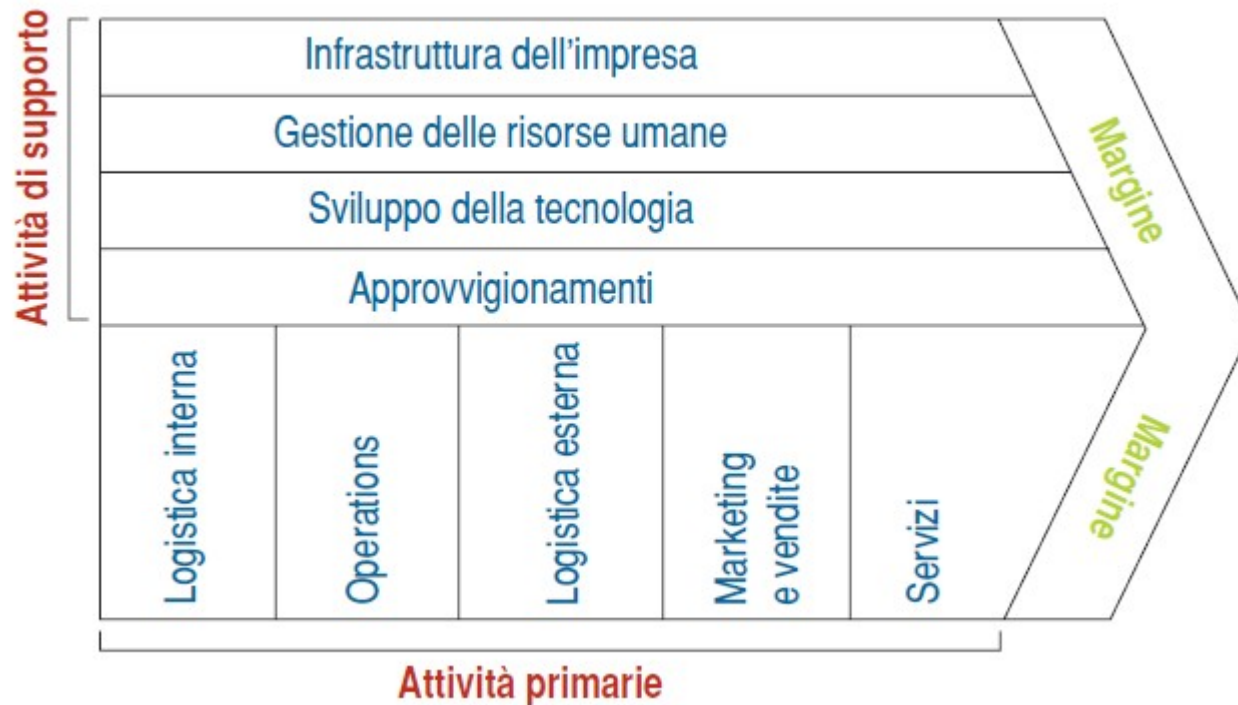 Attività di supporto
Infrastruttura dell'impresa
Gestione delle risorse umane
Sviluppo della tecnologia
Approvvigionamenti
Margine
Logistica interna
Operations
Logistica esterna
Marketing
e vendite
Servizi
Margine
Attività primarie